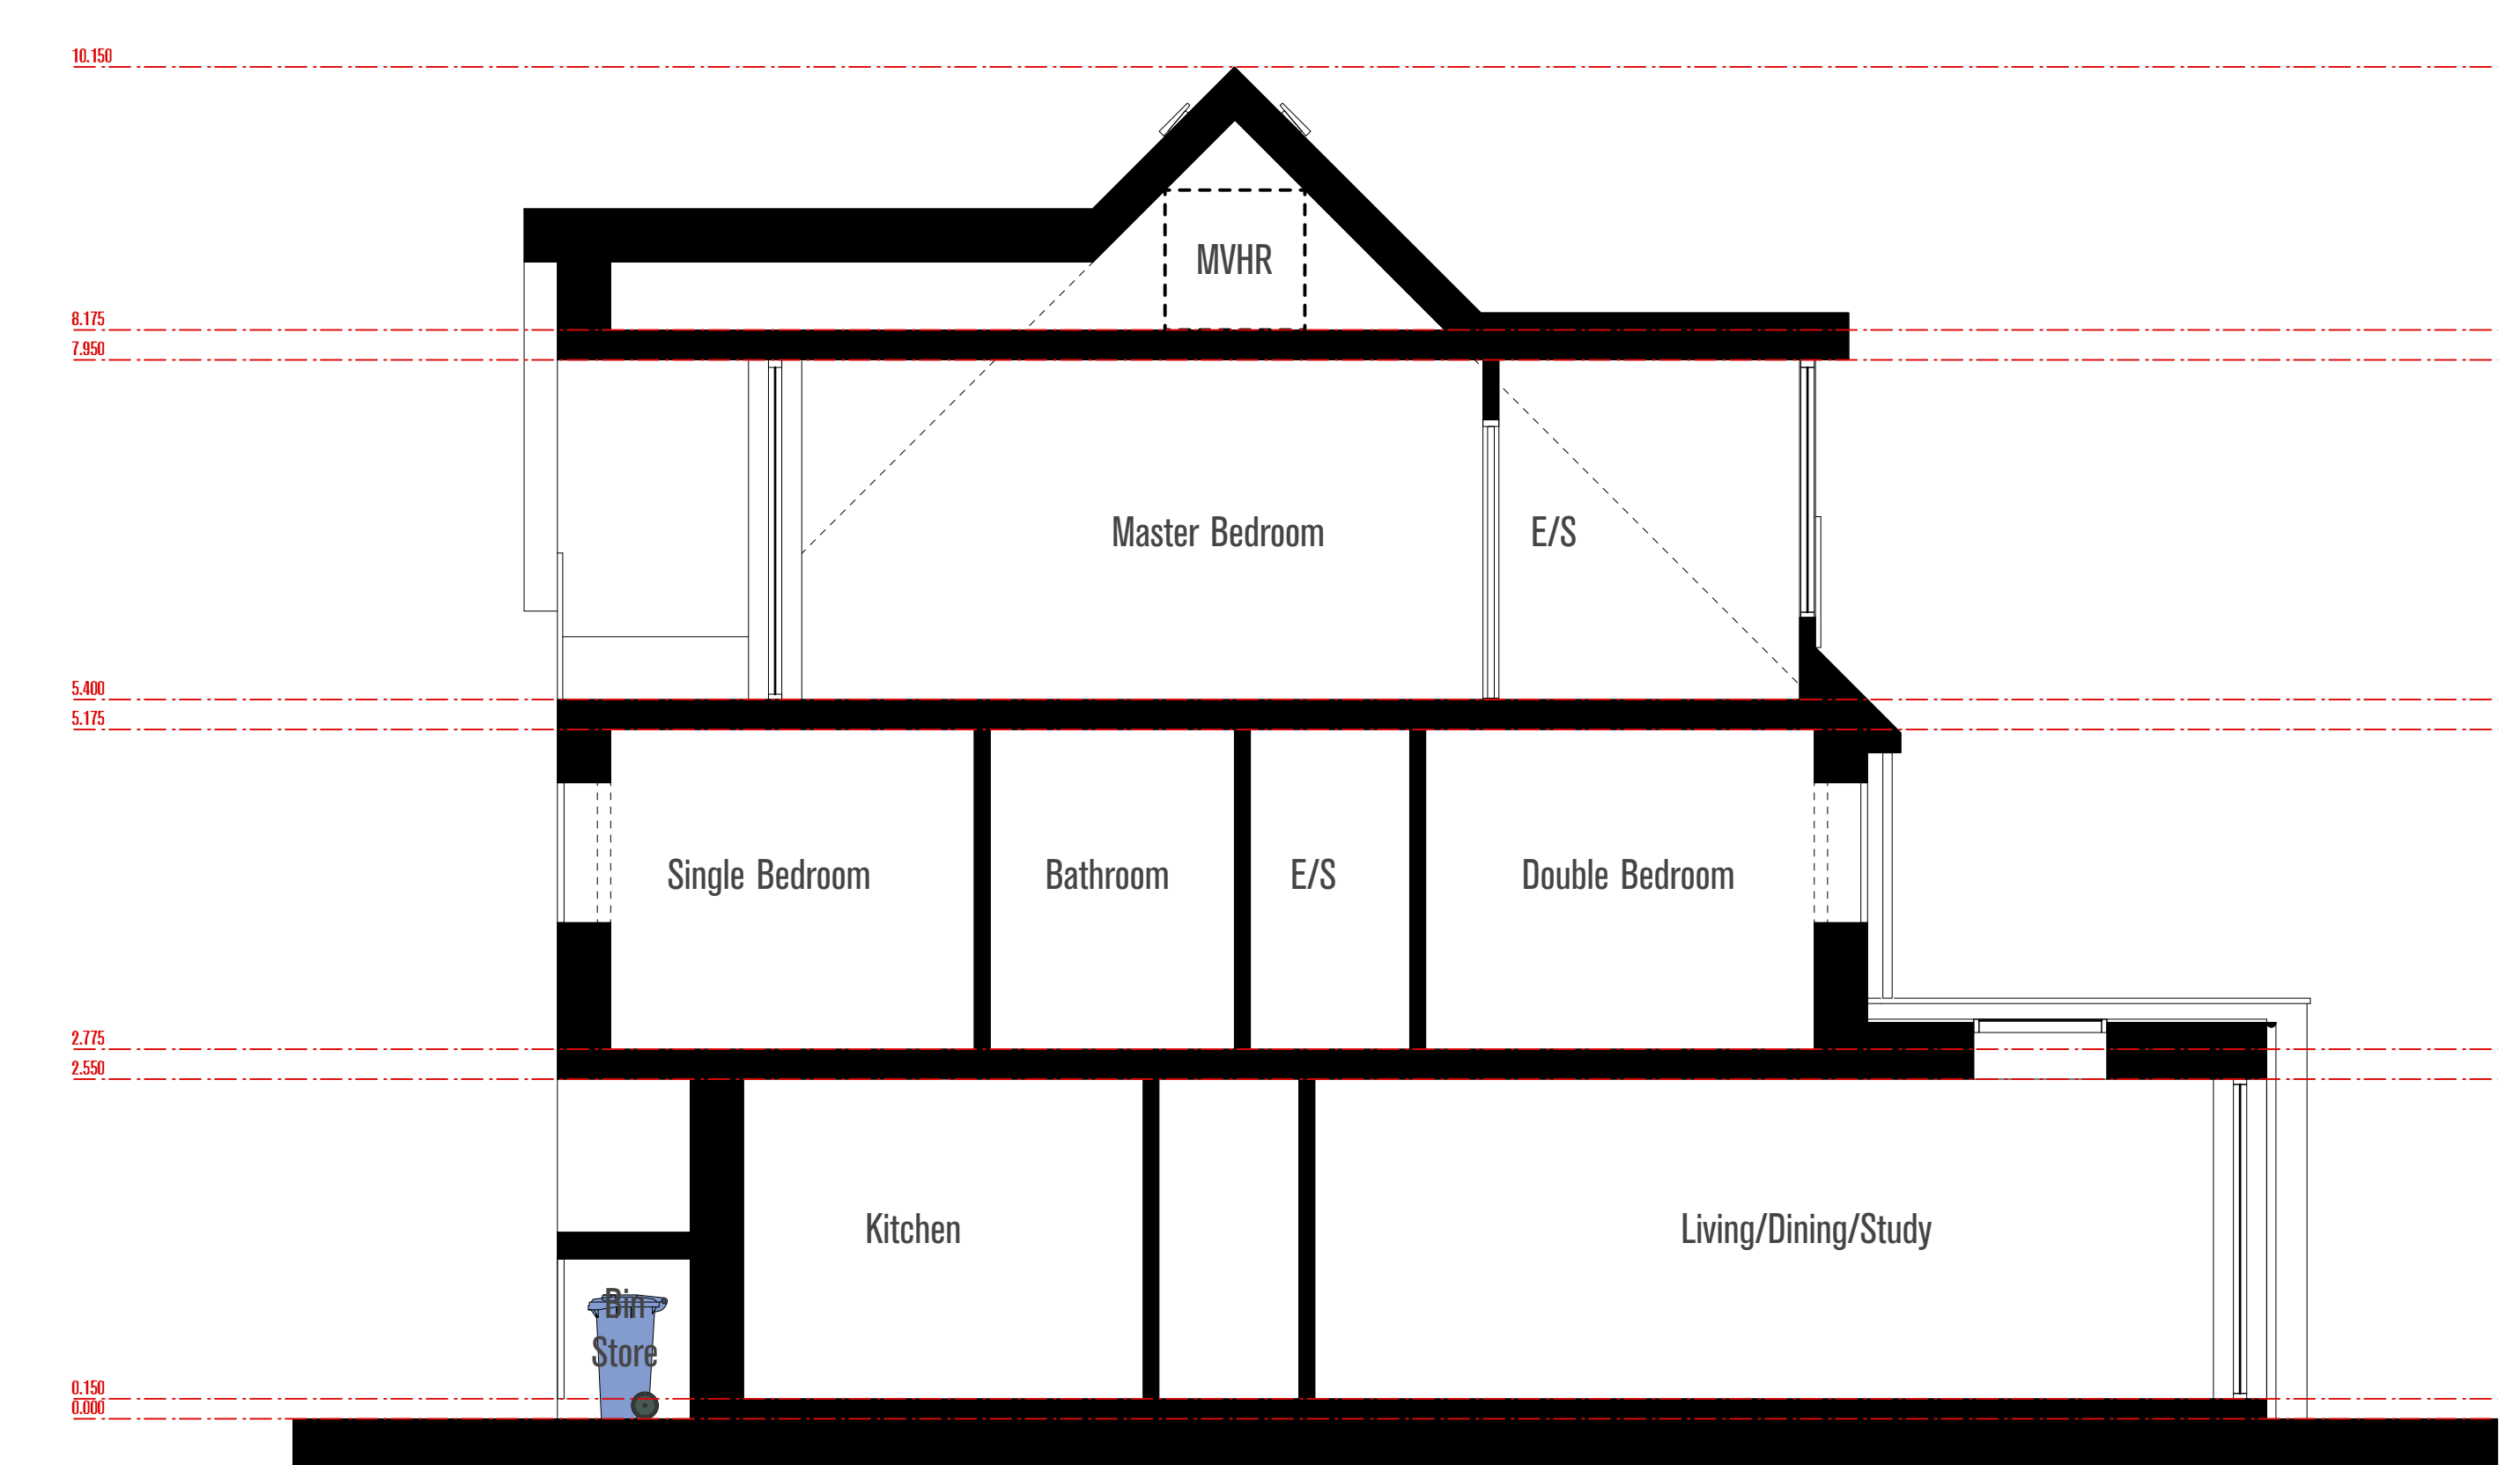 10.150
MVHR
8.175
7.950
Master Bedroom
E/S
5.400
5.175
Single Bedroom
Bathroom
E/S
Double Bedroom
2.775
2.550
Kitchen
Living/Dining/Study
Bin
Store
0.150
0.000